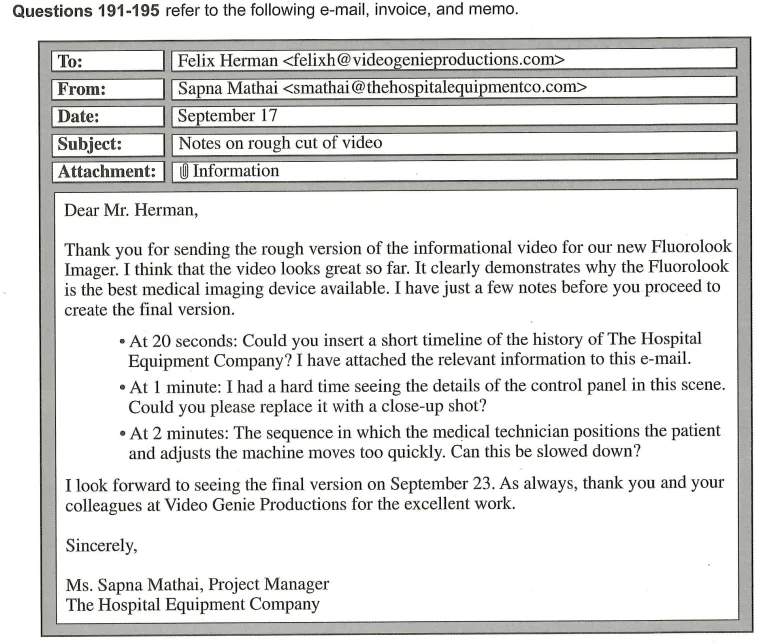 Questions 191-195 refer to the following e-mail, invoice, and memo.
To: Felix Herman <felixh@videogenieproductions.com>
From: Sapna Mathai <smathai@thehospitalequipmentco.com>
Date: September 17
Subject: Notes on rough cut of video
Attachment: Information
Dear Mr. Herman,
Thank you for sending the rough version of the informational video for our new Fluorolook
Imager. I think that the video looks great so far. It clearly demonstrates why the Fluorolook
is the best medical imaging device available. I have just a few notes before you proceed to
create the final version.
• At 20 seconds: Could you insert a short timeline of the history of The Hospital
Equipment Company? I have attached the relevant information to this e-mail.
• At 1 minute: I had a hard time seeing the details of the control panel in this scene.
Could you please replace it with a close-up shot?
• At 2 minutes: The sequence in which the medical technician positions the patient
and adjusts the machine moves too quickly. Can this be slowed down?
I look forward to seeing the final version on September 23. As always, thank you and your
colleagues at Video Genie Productions for the excellent work.
Sincerely,
Ms. Sapna Mathai, Project Manager
The Hospital Equipment Company